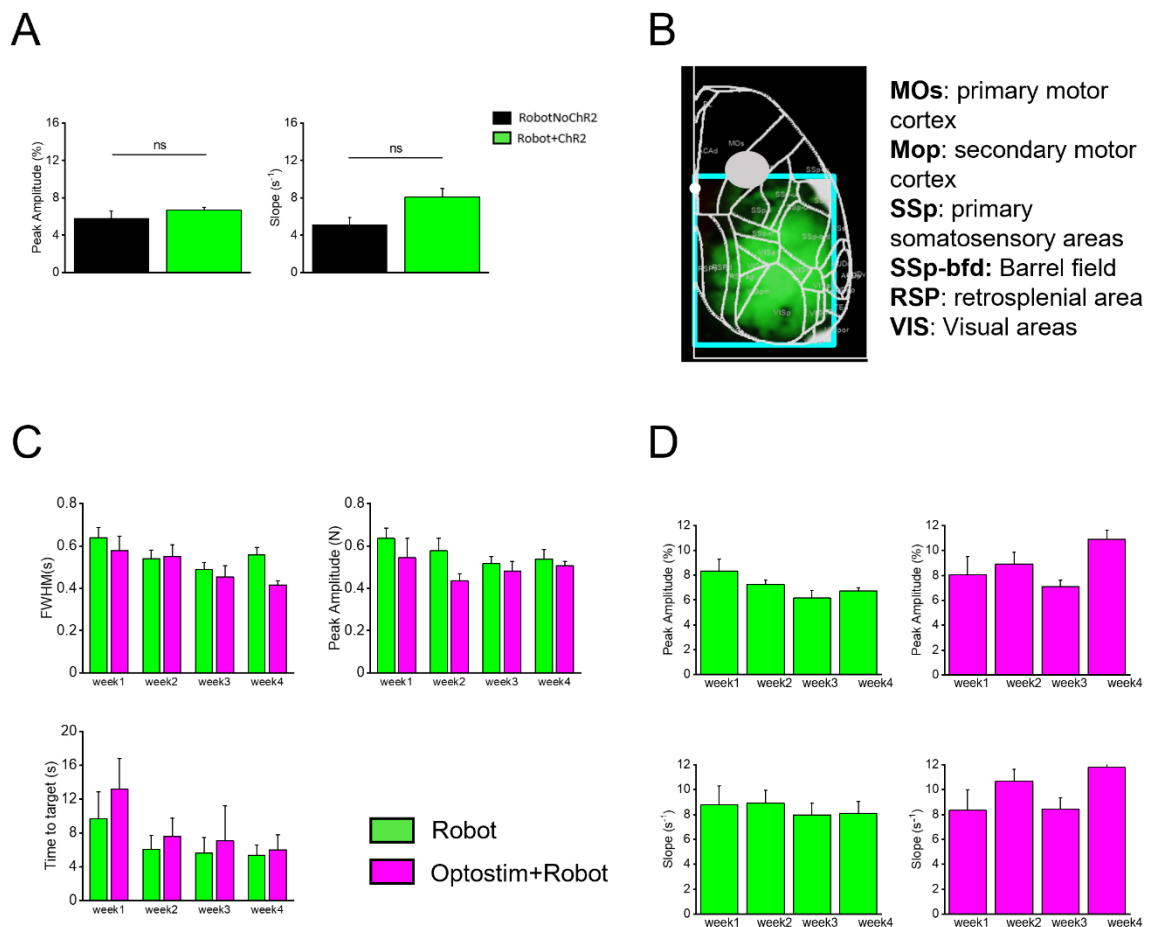 A
B
RobotNoChR2
Robot+ChR2
Peak Amplitude (%)
16
12
8
4
0
ns
Slope (s-1)
16
12
8
4
0
ns
MOs
ACAd
VISp
MOs: primary motor
cortex
Mop: secondary motor
cortex
SSp: primary
somatosensory areas
SSp-bfd: Barrel field
RSP: retrosplenial area
VIS: Visual areas
C
D
FWHM(s)
0.8
0.6
0.4
0.2
0
week1 week2 week3 week4
Peak Amplitude (N)
0.8
0.6
0.4
0.2
0
week1 week2 week3 week4
Time to target (s)
20
16
12
8
4
0
week1 week2 week3 week4
Robot
Optostim+Robot
Peak Amplitude (%)
12
10
8
6
4
2
0
week1 week2 week3 week4
Peak Amplitude (%)
12
10
8
6
4
2
0
week1 week2 week3 week4
Slope (s-1)
12
10
8
6
4
2
0
week1 week2 week3 week4
Slope (s-1)
12
10
8
6
4
2
0
week1 week2 week3 week4